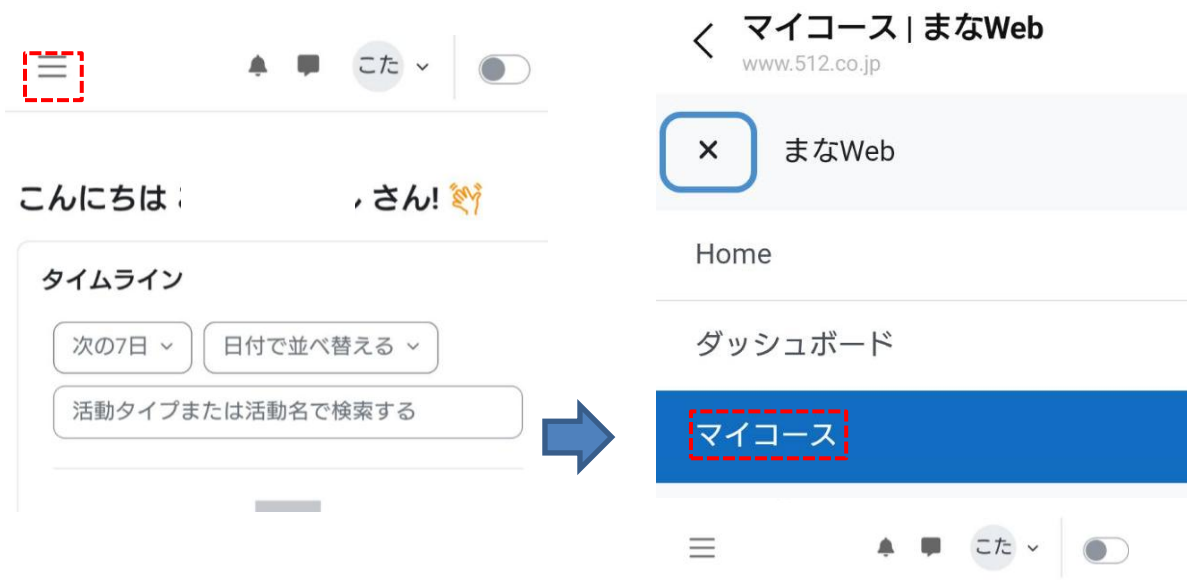 こた
こんにちは
さん!
タイムライン
次の7日
日付で並べ替える
活動タイプまたは活動名で検索する
マイコース | まなWeb
www.512.co.jp
まなWeb
Home
ダッシュボード
マイコース
こた